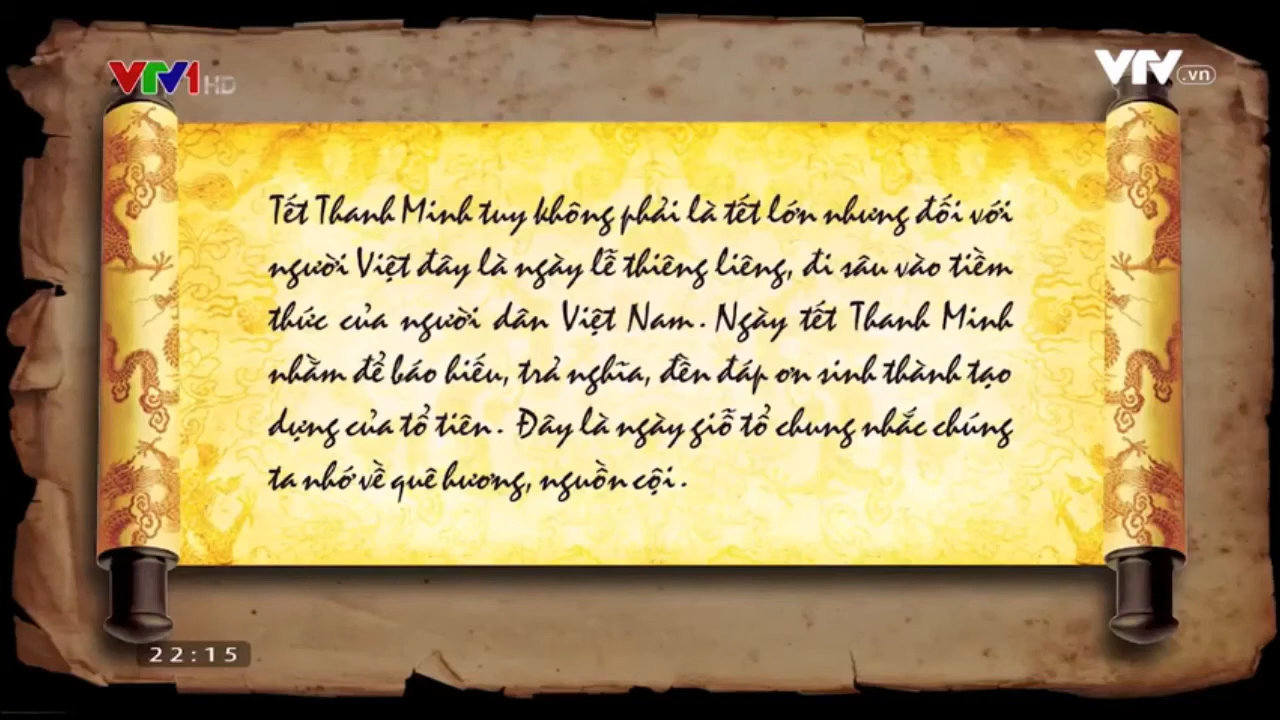 VTV1 HD
VTV.vn
Tết Thanh Minh tuy không phải là tết lớn nhưng đối với
người Việt đây là ngày lễ thiêng liêng, đi sâu vào tiềm
thức của người dân Việt Nam. Ngày tết Thanh Minh
nhằm để báo hiếu, trả nghĩa, đền đáp ơn sinh thành tạo
dựng của tổ tiên. Đây là ngày giỗ tổ chung nhắc chúng
ta nhớ về quê hương, nguồn cội.
22:15